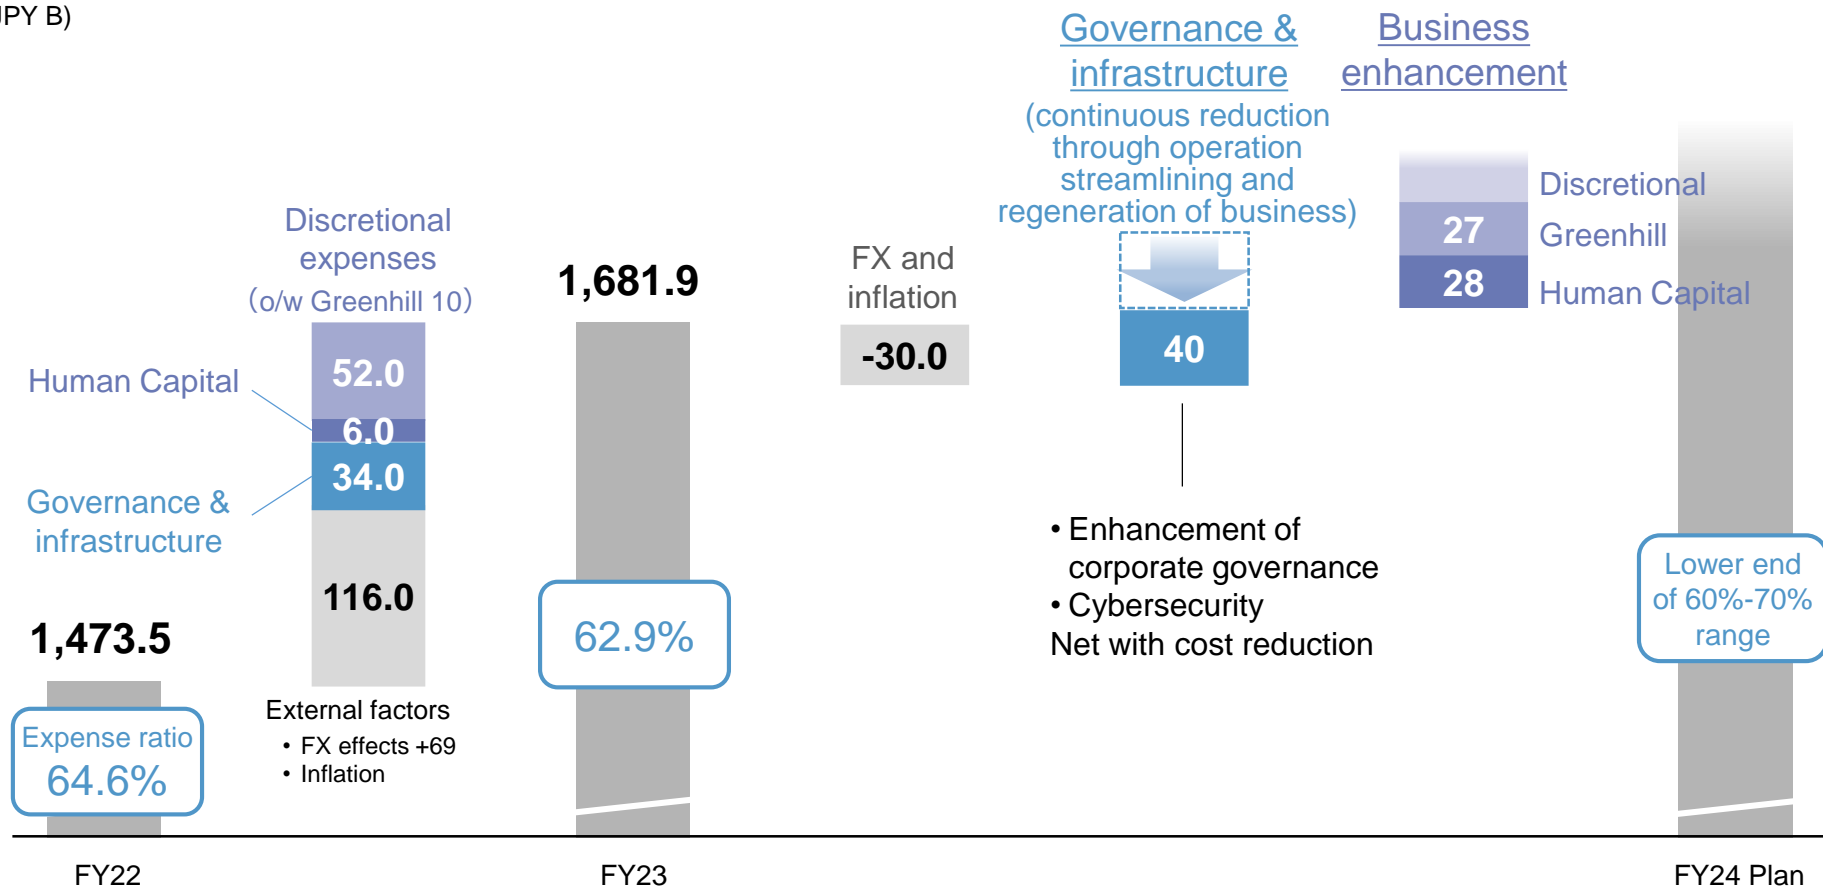 JPY B)
Governance &
infrastructure
(continuous reduction
through operation
streamlining and
regeneration of business)
Business
enhancement
Discretional
27
Greenhill
28
Human Capital
Discretional
expenses
(o/w Greenhill 10)
52.0
Human Capital
6.0
34.0
Governance &
infrastructure
116.0
External factors
• FX effects +69
• Inflation
1,473.5
Expense ratio
64.6%
1,681.9
62.9%
FX and
inflation
-30.0
40
• Enhancement of
corporate governance
• Cybersecurity
Net with cost reduction
Lower end
of 60%-70%
range
FY22
FY23
FY24 Plan